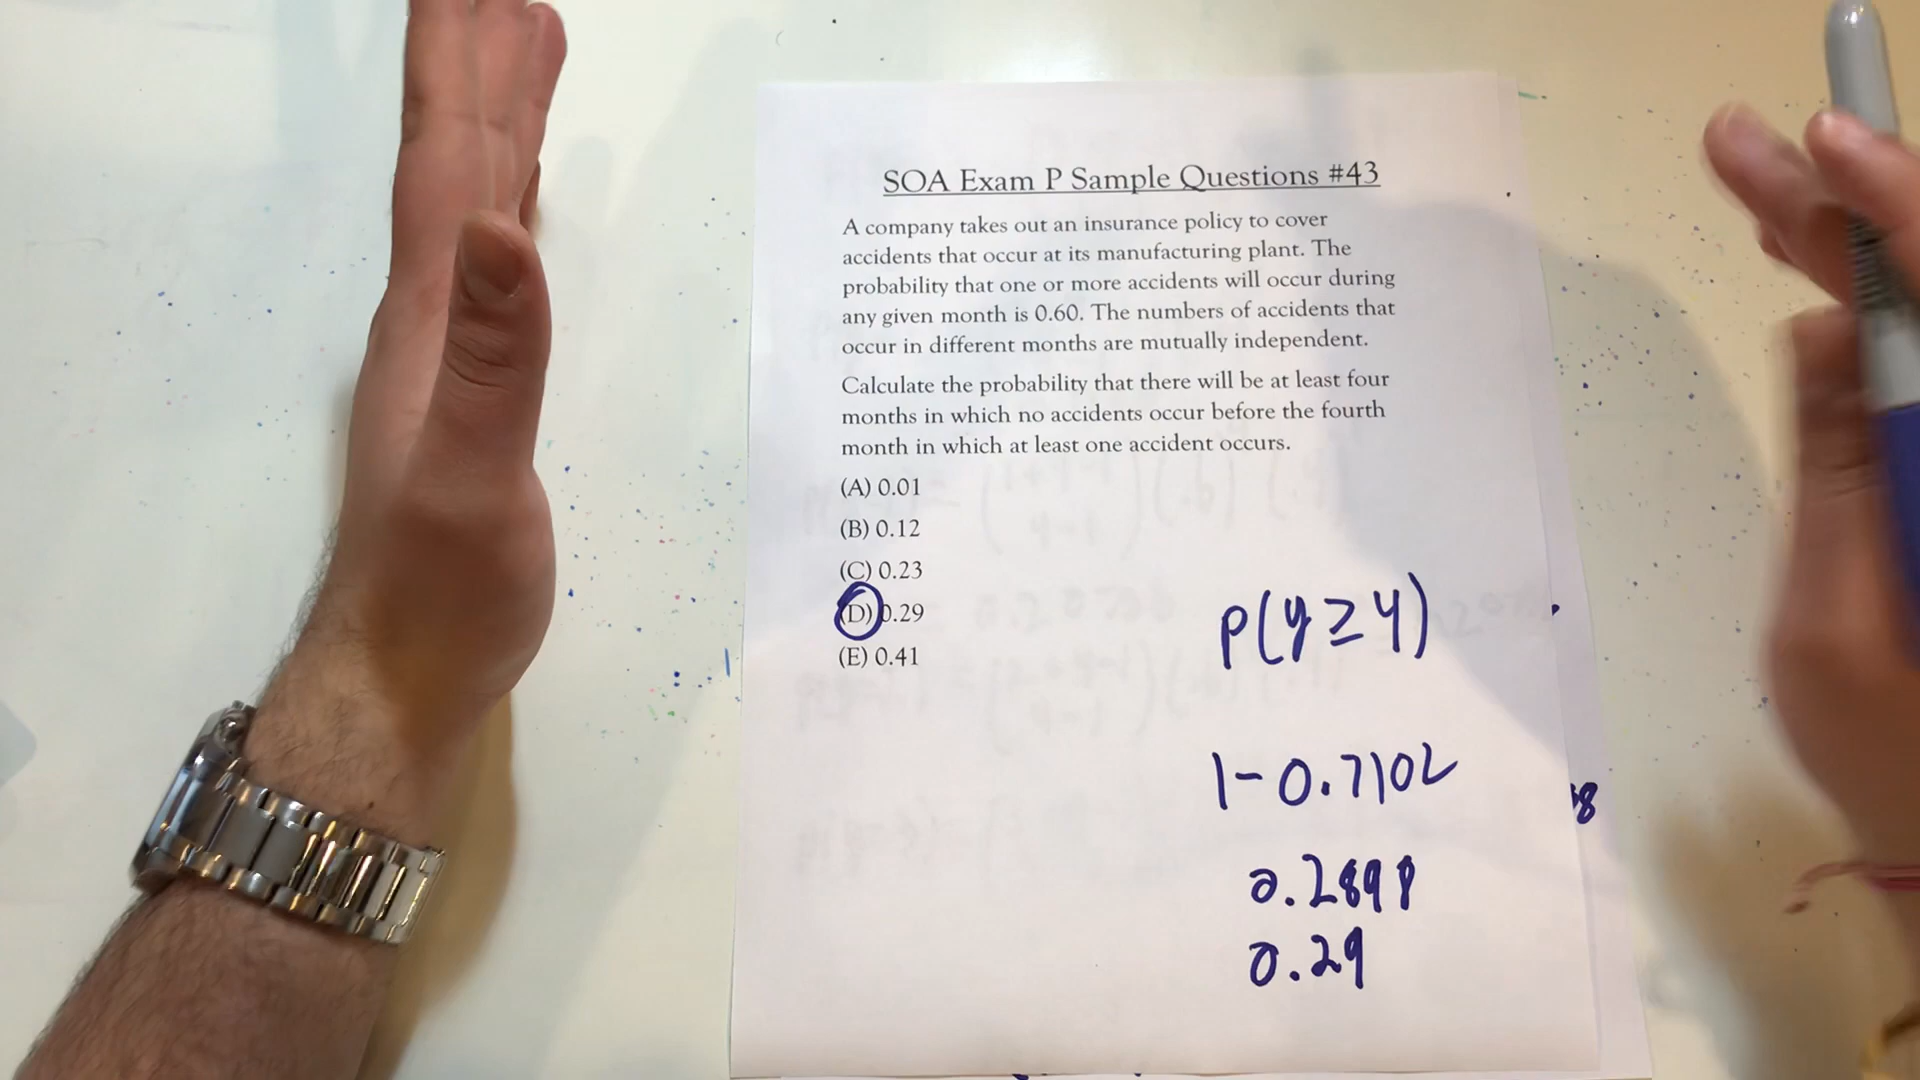 SOA Exam P Sample Questions #43
A company takes out an insurance policy to cover
accidents that occur at its manufacturing plant. The
probability that one or more accidents will occur during
any given month is 0.60. The numbers of accidents that
occur in different months are mutually independent.
Calculate the probability that there will be at least four
months in which no accidents occur before the fourth
month in which at least one accident occurs.
(A) 0.01
(B) 0.12
(C) 0.23
(D) 0.29
(E) 0.41
P(y ≥ 4)
1 - 0.7102
8
0.2898
0.29